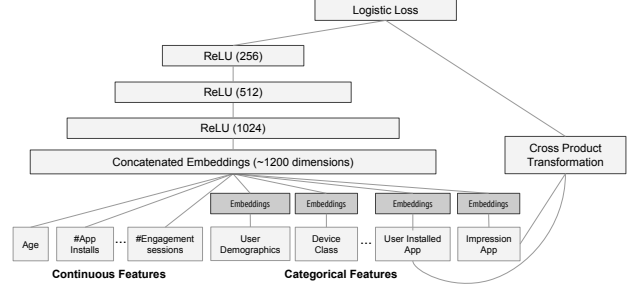 Logistic Loss
ReLU (256)
ReLU (512)
ReLU (1024)
Concatenated Embeddings (~1200 dimensions)
Cross Product
Transformation
Embeddings
Embeddings
Embeddings
Embeddings
Age
#App
Installs
...
#Engagement
sessions
User
Demographics
Device
Class
...
User Installed
App
Impression
App
Continuous Features
Categorical Features